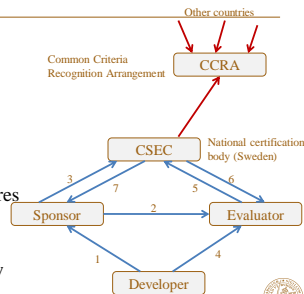 Other countries
Common Criteria
Recognition Arrangement
CCRA
CSEC
National certification
body (Sweden)
3
7
6
5
res
Sponsor
2
Evaluator
1
4
y
Developer